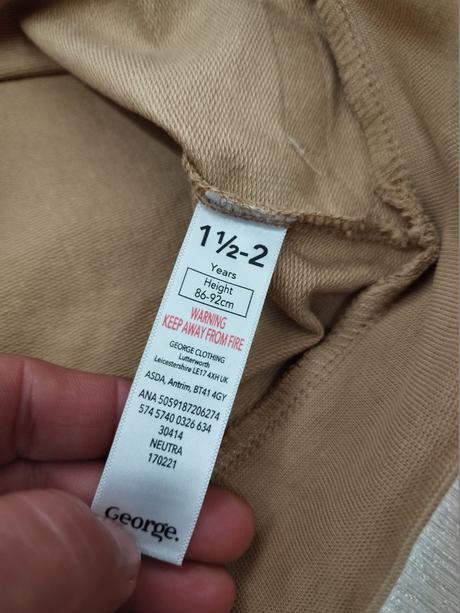 1½-2
Years
Height
86-92cm
WARNING
KEEP AWAY FROM FIRE
GEORGE CLOTHING
Lutterworth
Leicestershire LE17 4XH UK
ASDA, Antrim, BT41 4GY
ANA 5059187206274
574 5740 0326 634
30414
NEUTRA
170221
George.